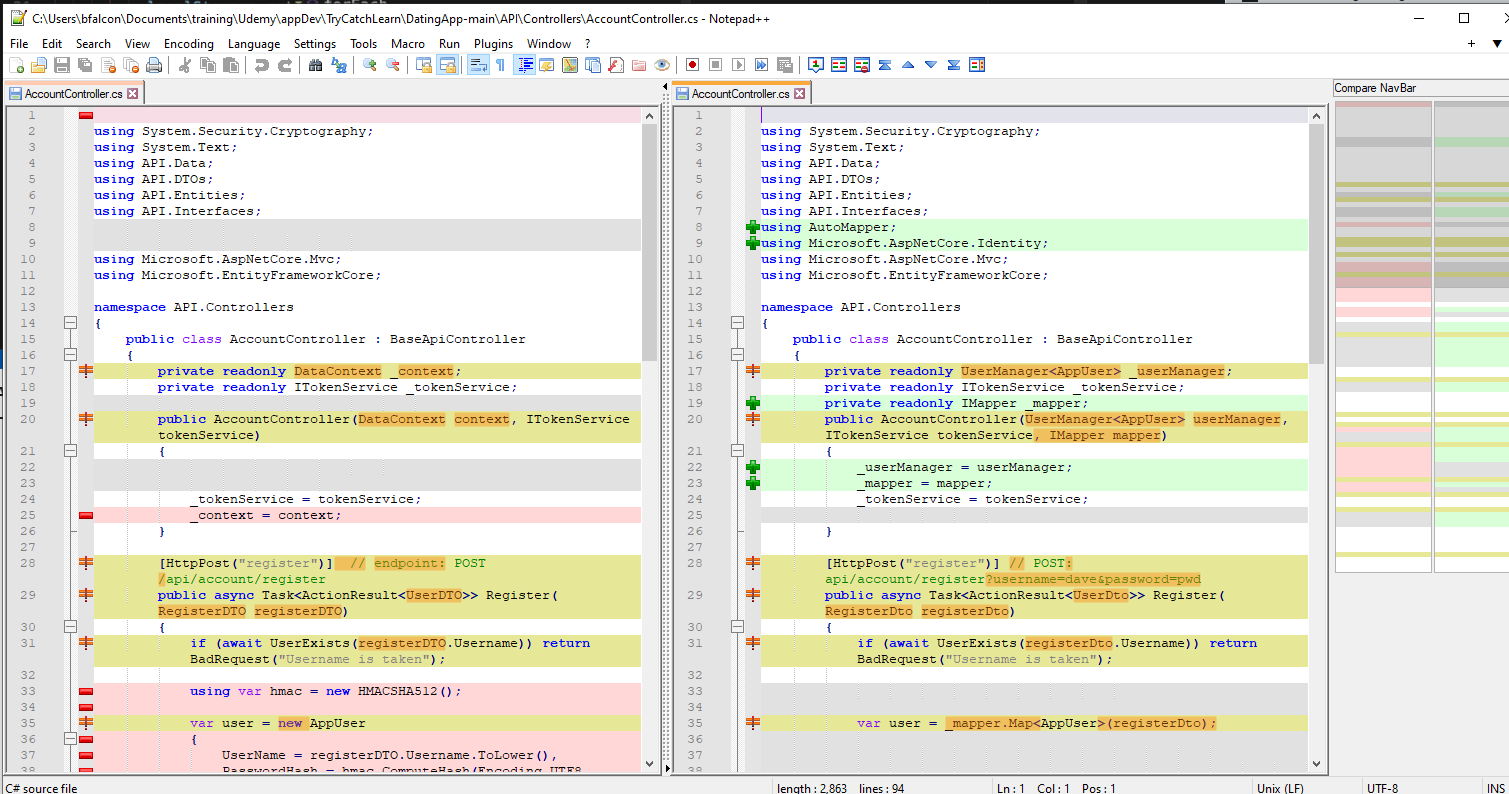 C:\Users\bfalcon\Documents\training\Udemy\appDev\TryCatchLearn\DatingApp-main\API\Controllers\AccountController.cs - Notepad++
File Edit Search View Encoding Language Settings Tools Macro Run Plugins Window ?
AccountController.cs
1
2 using System.Security.Cryptography;
3 using System.Text;
4 using API.Data;
5 using API.DTOs;
6 using API.Entities;
7 using API.Interfaces;
8
9
10 using Microsoft.AspNetCore.Mvc;
11 using Microsoft.EntityFrameworkCore;
12
13 namespace API.Controllers
14 {
15 public class AccountController : BaseApiController
16 {
17 private readonly DataContext _context;
18 private readonly ITokenService _tokenService;
19
20 public AccountController(DataContext context, ITokenService
tokenService)
21 {
22
23
24 _tokenService = tokenService;
25 _context = context;
26 }
27
28 [HttpPost("register")] // endpoint: POST
/api/account/register
29 public async Task<ActionResult<UserDTO>> Register(
RegisterDTO registerDTO)
30 {
31 if (await UserExists(registerDTO.Username)) return
BadRequest("Username is taken");
32
33 using var hmac = new HMACSHA512();
34
35 var user = new AppUser
36 {
37 UserName = registerDTO.Username.ToLower(),
38 PasswordHash = hmac.ComputeHash(Encoding.UTF8
AccountController.cs
1
2 using System.Security.Cryptography;
3 using System.Text;
4 using API.Data;
5 using API.DTOs;
6 using API.Entities;
7 using API.Interfaces;
8 using AutoMapper;
9 using Microsoft.AspNetCore.Identity;
10 using Microsoft.AspNetCore.Mvc;
11 using Microsoft.EntityFrameworkCore;
12
13 namespace API.Controllers
14 {
15 public class AccountController : BaseApiController
16 {
17 private readonly UserManager<AppUser> _userManager;
18 private readonly ITokenService _tokenService;
19 private readonly IMapper _mapper;
20 public AccountController(UserManager<AppUser> userManager,
ITokenService tokenService, IMapper mapper)
21 {
22 _userManager = userManager;
23 _mapper = mapper;
24 _tokenService = tokenService;
25
26 }
27
28 [HttpPost("register")] // POST:
api/account/register?username=dave&password=pwd
29 public async Task<ActionResult<UserDto>> Register(
RegisterDto registerDto)
30 {
31 if (await UserExists(registerDto.Username)) return
BadRequest("Username is taken");
32
33
34
35 var user = _mapper.Map<AppUser>(registerDto);
36
37
38
Compare NavBar
C# source file length : 2,863 lines : 94 Ln : 1 Col : 1 Pos : 1 Unix (LF) UTF-8 INS